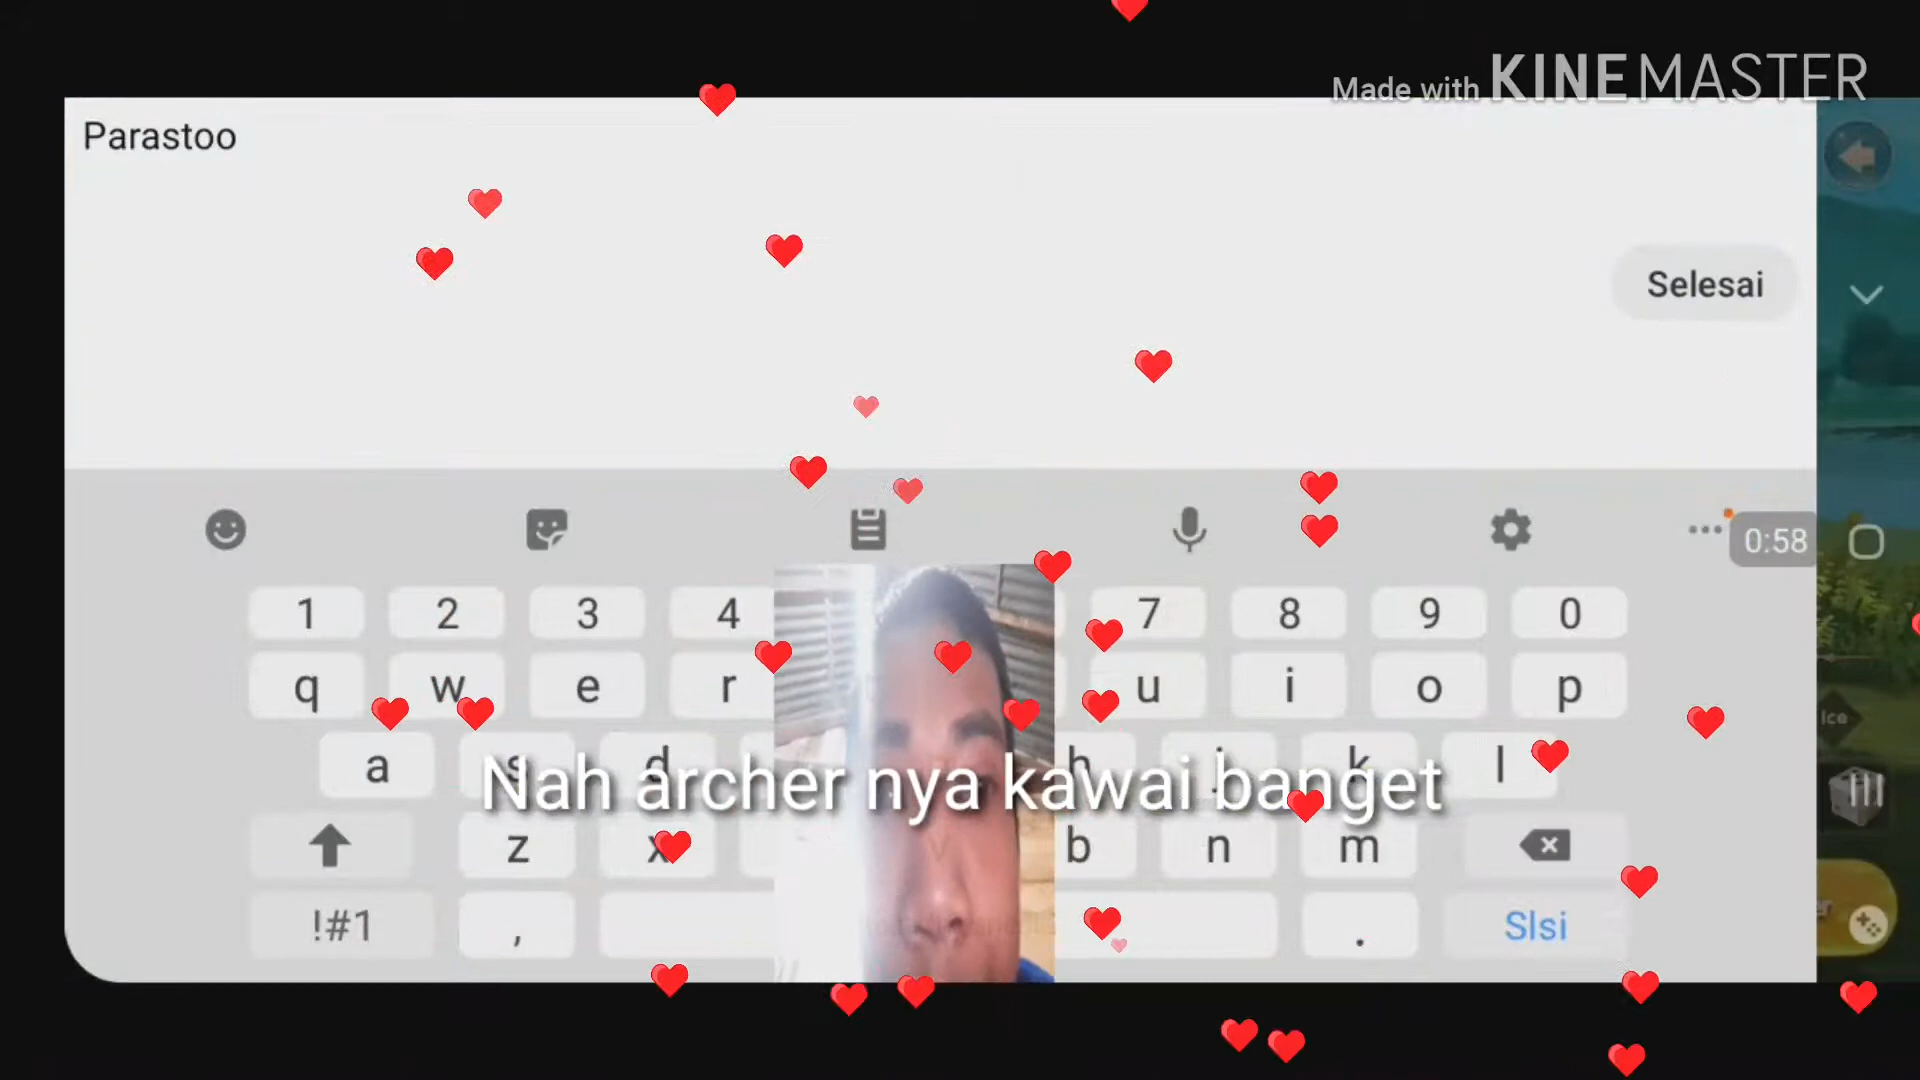 Made with KINEMASTER
Parastoo
Selesai
0:58
1 2 3 4 7 8 9 0
q w e r u i o p
Ice
a s d h j k l
Nah archer nya kawai banget
z x b n m
!#1 , . Slsi